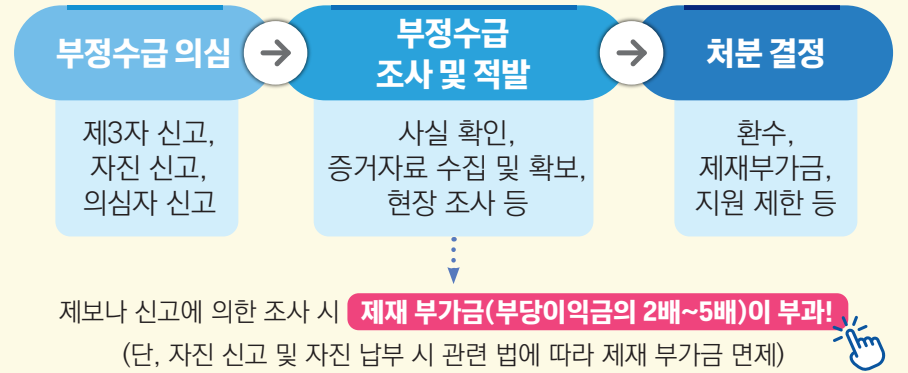 부정수급 의심
제3자 신고,
자진 신고,
의심자 신고
부정수급
조사 및 적발
사실 확인,
증거자료 수집 및 확보,
현장 조사 등
처분 결정
환수,
제재부가금,
지원 제한 등
제보나 신고에 의한 조사 시 제재 부가금(부당이익금의 2배~5배)이 부과!
(단, 자진 신고 및 자진 납부 시 관련 법에 따라 제재 부가금 면제)